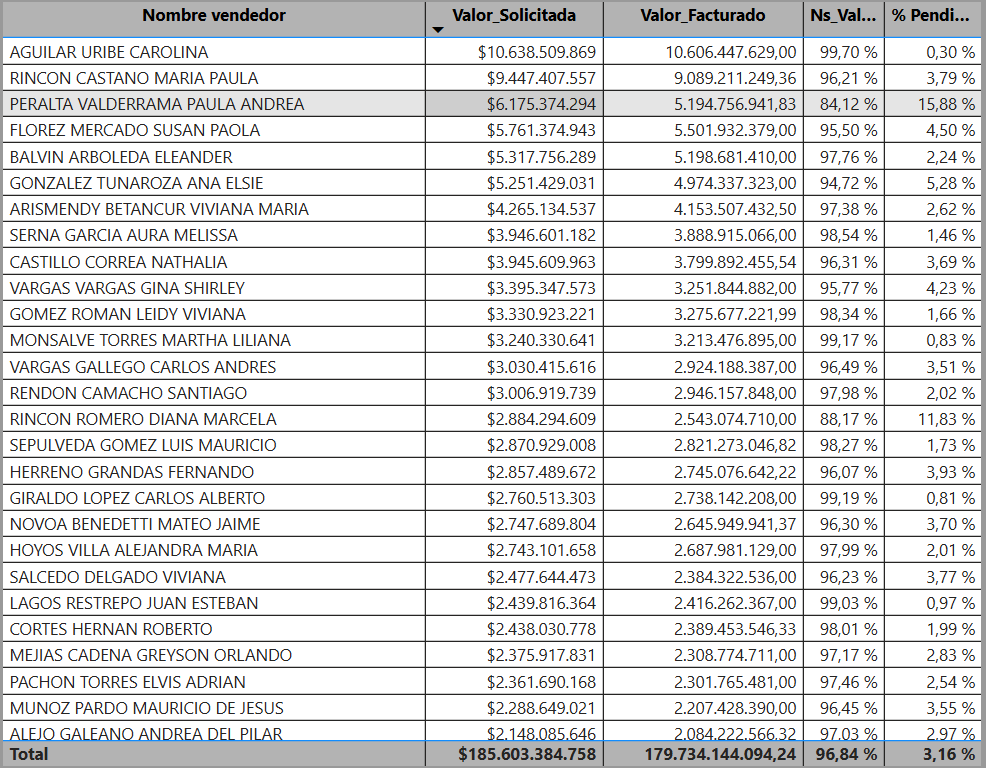 Nombre vendedor Valor_Solicitada Valor_Facturado Ns_Val... % Pendi...
AGUILAR URIBE CAROLINA $10.638.509.869 10.606.447.629,00 99,70 % 0,30 %
RINCON CASTANO MARIA PAULA $9.447.407.557 9.089.211.249,36 96,21 % 3,79 %
PERALTA VALDERRAMA PAULA ANDREA $6.175.374.294 5.194.756.941,83 84,12 % 15,88 %
FLOREZ MERCADO SUSAN PAOLA $5.761.374.943 5.501.932.379,00 95,50 % 4,50 %
BALVIN ARBOLEDA ELEANDER $5.317.756.289 5.198.681.410,00 97,76 % 2,24 %
GONZALEZ TUNAROZA ANA ELSIE $5.251.429.031 4.974.337.323,00 94,72 % 5,28 %
ARISMENDY BETANCUR VIVIANA MARIA $4.265.134.537 4.153.507.432,50 97,38 % 2,62 %
SERNA GARCIA AURA MELISSA $3.946.601.182 3.888.915.066,00 98,54 % 1,46 %
CASTILLO CORREA NATHALIA $3.945.609.963 3.799.892.455,54 96,31 % 3,69 %
VARGAS VARGAS GINA SHIRLEY $3.395.347.573 3.251.844.882,00 95,77 % 4,23 %
GOMEZ ROMAN LEIDY VIVIANA $3.330.923.221 3.275.677.221,99 98,34 % 1,66 %
MONSALVE TORRES MARTHA LILIANA $3.240.330.641 3.213.476.895,00 99,17 % 0,83 %
VARGAS GALLEGO CARLOS ANDRES $3.030.415.616 2.924.188.387,00 96,49 % 3,51 %
RENDON CAMACHO SANTIAGO $3.006.919.739 2.946.157.848,00 97,98 % 2,02 %
RINCON ROMERO DIANA MARCELA $2.884.294.609 2.543.074.710,00 88,17 % 11,83 %
SEPULVEDA GOMEZ LUIS MAURICIO $2.870.929.008 2.821.273.046,82 98,27 % 1,73 %
HERRENO GRANDAS FERNANDO $2.857.489.672 2.745.076.642,22 96,07 % 3,93 %
GIRALDO LOPEZ CARLOS ALBERTO $2.760.513.303 2.738.142.208,00 99,19 % 0,81 %
NOVOA BENEDETTI MATEO JAIME $2.747.689.804 2.645.949.941,37 96,30 % 3,70 %
HOYOS VILLA ALEJANDRA MARIA $2.743.101.658 2.687.981.129,00 97,99 % 2,01 %
SALCEDO DELGADO VIVIANA $2.477.644.473 2.384.322.536,00 96,23 % 3,77 %
LAGOS RESTREPO JUAN ESTEBAN $2.439.816.364 2.416.262.367,00 99,03 % 0,97 %
CORTES HERNAN ROBERTO $2.438.030.778 2.389.453.546,33 98,01 % 1,99 %
MEJIAS CADENA GREYSON ORLANDO $2.375.917.831 2.308.774.711,00 97,17 % 2,83 %
PACHON TORRES ELVIS ADRIAN $2.361.690.168 2.301.765.481,00 97,46 % 2,54 %
MUNOZ PARDO MAURICIO DE JESUS $2.288.649.021 2.207.428.390,00 96,45 % 3,55 %
ALEJO GALEANO ANDREA DEL PILAR $2.148.085.646 2.084.222.566,32 97,03 % 2,97 %
Total $185.603.384.758 179.734.144.094,24 96,84 % 3,16 %